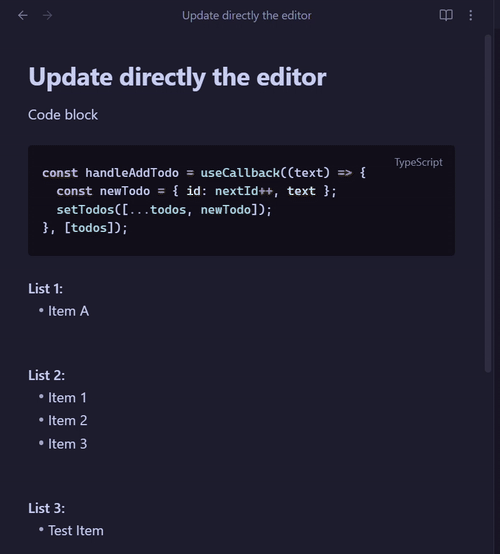 Update directly the editor
Update directly the editor
Code block
TypeScript
const handleAddTodo = useCallback((text) => {
  const newTodo = { id: nextId++, text };
  setTodos([...todos, newTodo]);
}, [todos]);
List 1:
• Item A
List 2:
• Item 1
• Item 2
• Item 3
List 3:
• Test Item